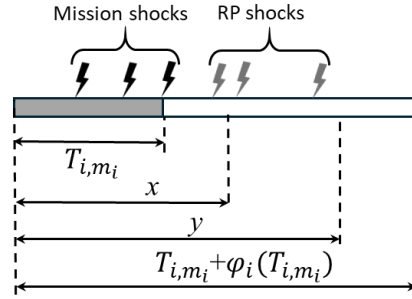 Mission shocks RP shocks
T_{i,m_i}
x
y
T_{i,m_i}+φ_i(T_{i,m_i})